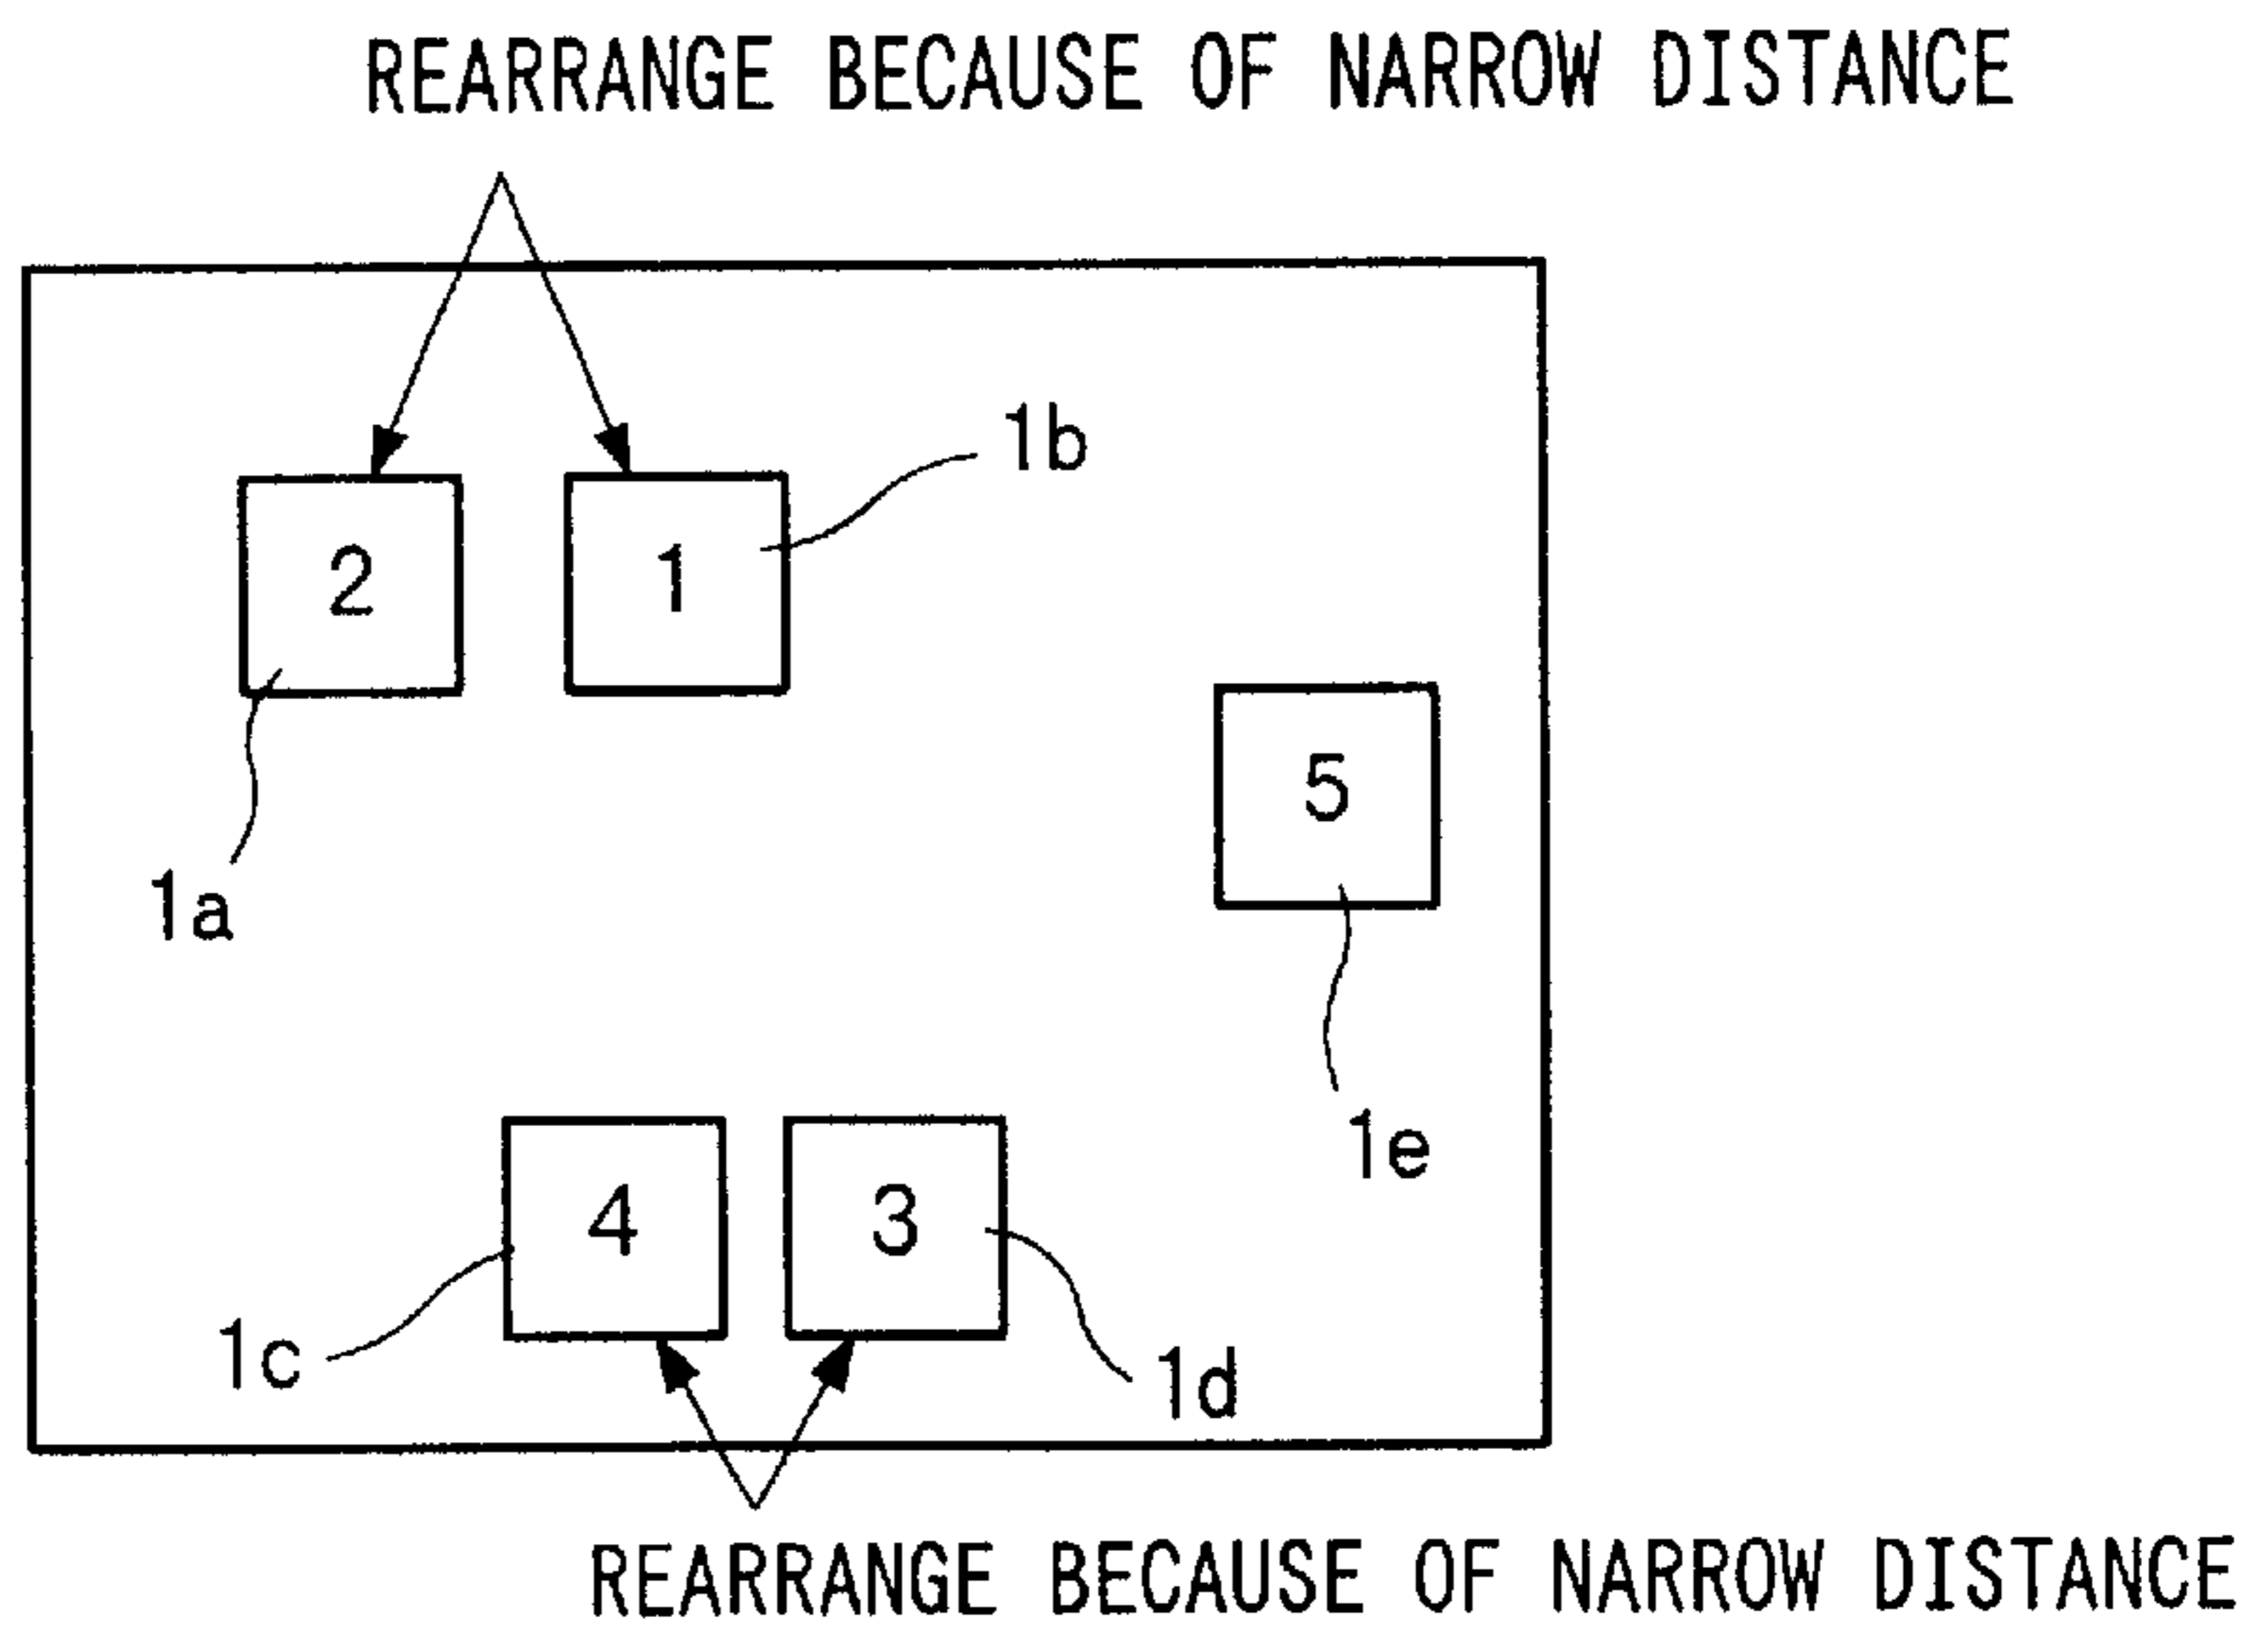 REARRANGE BECAUSE OF NARROW DISTANCE
1b
2
1
5
1a
1e
4
3
1c
1d
REARRANGE BECAUSE OF NARROW DISTANCE